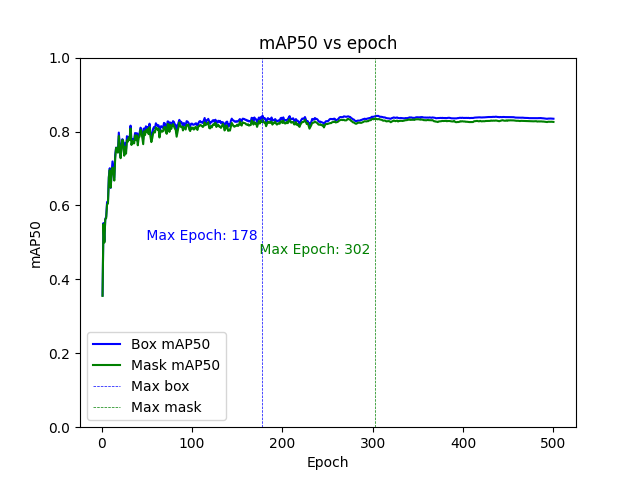 mAP50 vs epoch
1.0
0.8
0.6
0.4
0.2
0.0
mAP50
Max Epoch: 178
Max Epoch: 302
Box mAP50
Mask mAP50
Max box
Max mask
0 100 200 300 400 500
Epoch